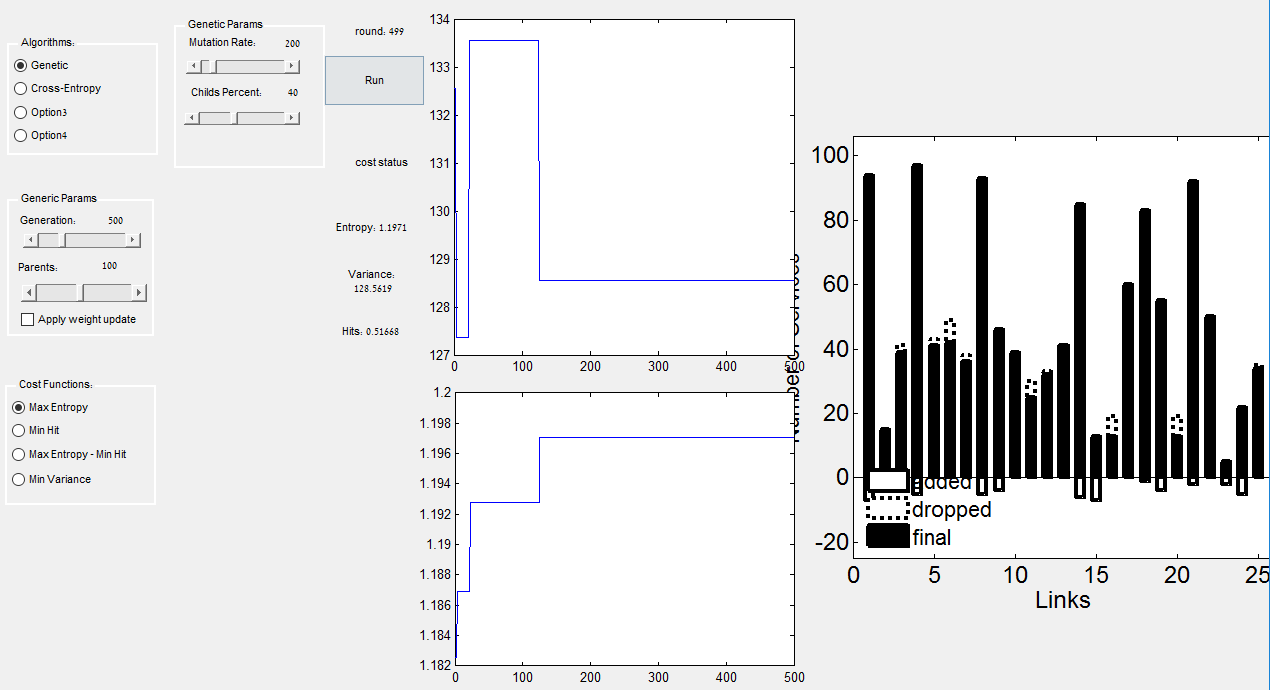 Algorithms:
Genetic
Cross-Entropy
Option3
Option4
Genetic Params
Mutation Rate: 200
Childs Percent: 40
round: 499
Run
cost status
Entropy: 1.1971
Variance:
128.5619
Hits: 0.51668
Generic Params
Generation: 500
Parents: 100
Apply weight update
Cost Functions:
Max Entropy
Min Hit
Max Entropy - Min Hit
Min Variance
134
133
132
131
130
129
128
127
0 100 200 300 400 500
1.2
1.198
1.196
1.194
1.192
1.19
1.188
1.186
1.184
1.182
0 100 200 300 400 500
Number of Services
100
80
60
40
20
0
-20
added
dropped
final
0 5 10 15 20 25
Links